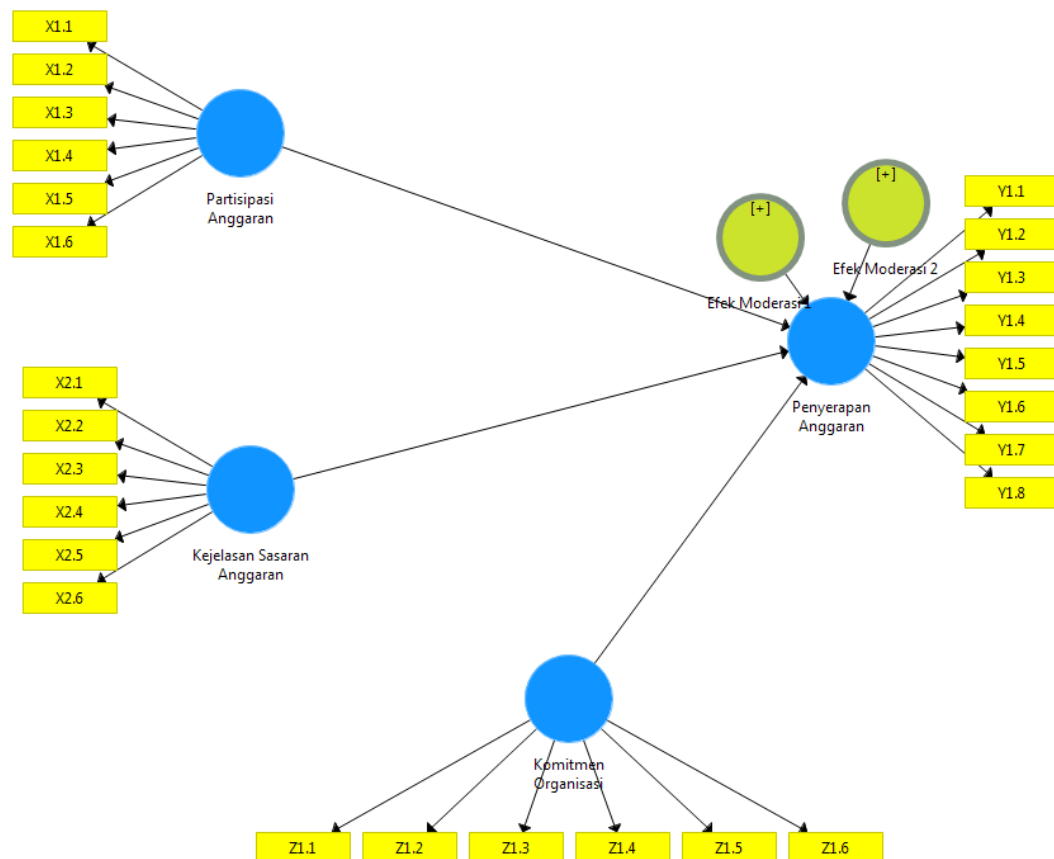 X1.1
X1.2
X1.3
X1.4
X1.5
X1.6
Partisipasi
Anggaran
[+]
Efek Moderasi 1
[+]
Efek Moderasi 2
Y1.1
Y1.2
Y1.3
Y1.4
Y1.5
Y1.6
Y1.7
Y1.8
Penyerapan
Anggaran
X2.1
X2.2
X2.3
X2.4
X2.5
X2.6
Kejelasan Sasaran
Anggaran
Komitmen
Organisasi
Z1.1
Z1.2
Z1.3
Z1.4
Z1.5
Z1.6